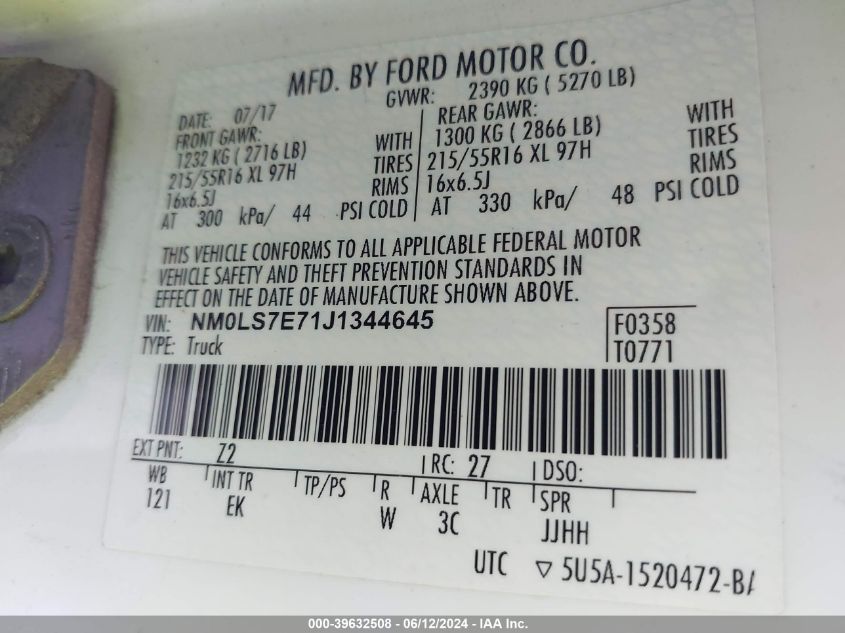 MFD. BY FORD MOTOR CO.
DATE: 07/17 GVWR: 2390 KG ( 5270 LB)
FRONT GAWR: REAR GAWR:
1232 KG ( 2716 LB) WITH 1300 KG ( 2866 LB) WITH
215/55R16 XL 97H TIRES 215/55R16 XL 97H TIRES
16x6.5J RIMS 16x6.5J RIMS
AT 300 kPa/ 44 PSI COLD AT 330 kPa/ 48 PSI COLD
THIS VEHICLE CONFORMS TO ALL APPLICABLE FEDERAL MOTOR
VEHICLE SAFETY AND THEFT PREVENTION STANDARDS IN
EFFECT ON THE DATE OF MANUFACTURE SHOWN ABOVE.
VIN: NM0LS7E71J1344645 F0358
TYPE: Truck T0771
EXT PNT: Z2 RC: 27 DSO:
WB INT TR TP/PS R AXLE TR SPR
121 EK W 3C JJHH
UTC ▽ 5U5A-1520472-BA
000-39632508 - 06/12/2024 - IAA Inc.